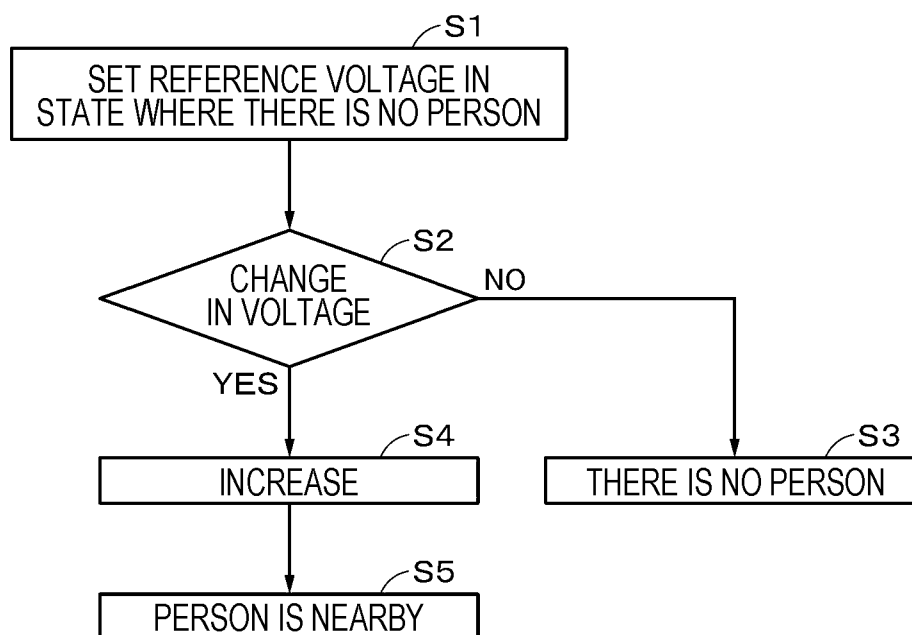 S1
SET REFERENCE VOLTAGE IN
STATE WHERE THERE IS NO PERSON
S2
CHANGE
IN VOLTAGE
NO
YES
S4
INCREASE
S3
THERE IS NO PERSON
S5
PERSON IS NEARBY